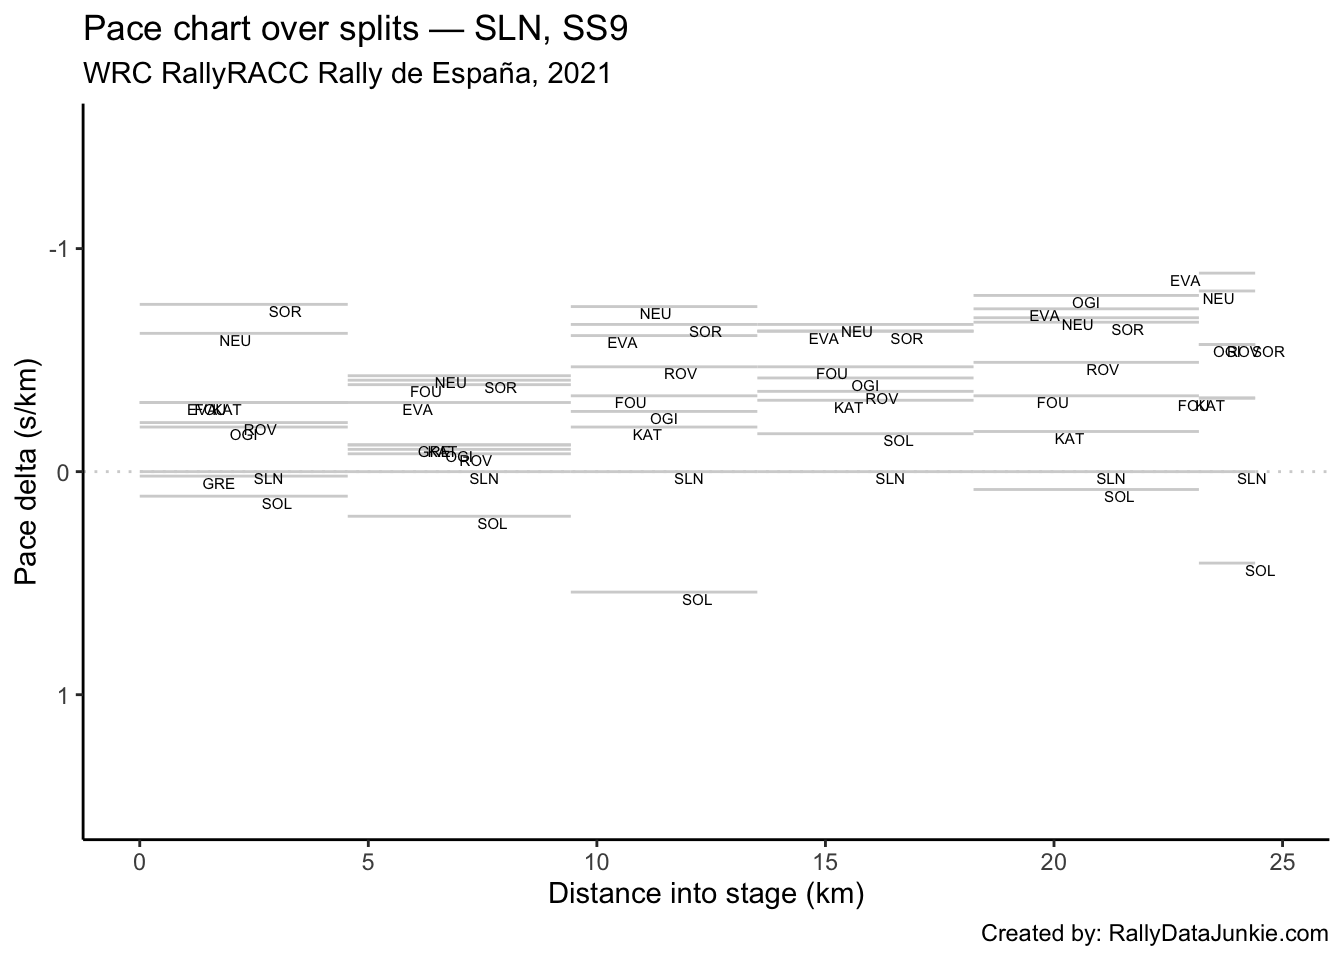 Pace chart over splits — SLN, SS9
WRC RallyRACC Rally de España, 2021
Pace delta (s/km)
-1
0
1
SOR
NEU
EVA FOU KAT
ROV
OGI
SLN
GRE
SOL
NEU
SOR
FOU
EVA
GRE KAT
OGI
ROV
SLN
SOL
NEU
SOR
EVA
ROV
FOU
OGI
KAT
SLN
SOL
NEU
EVA
SOR
FOU
OGI
ROV
KAT
SOL
SLN
OGI
EVA
NEU
SOR
ROV
FOU
KAT
SLN
SOL
EVA
NEU
OGI ROV SOR
FOU KAT
SLN
SOL
0 5 10 15 20 25
Distance into stage (km)
Created by: RallyDataJunkie.com